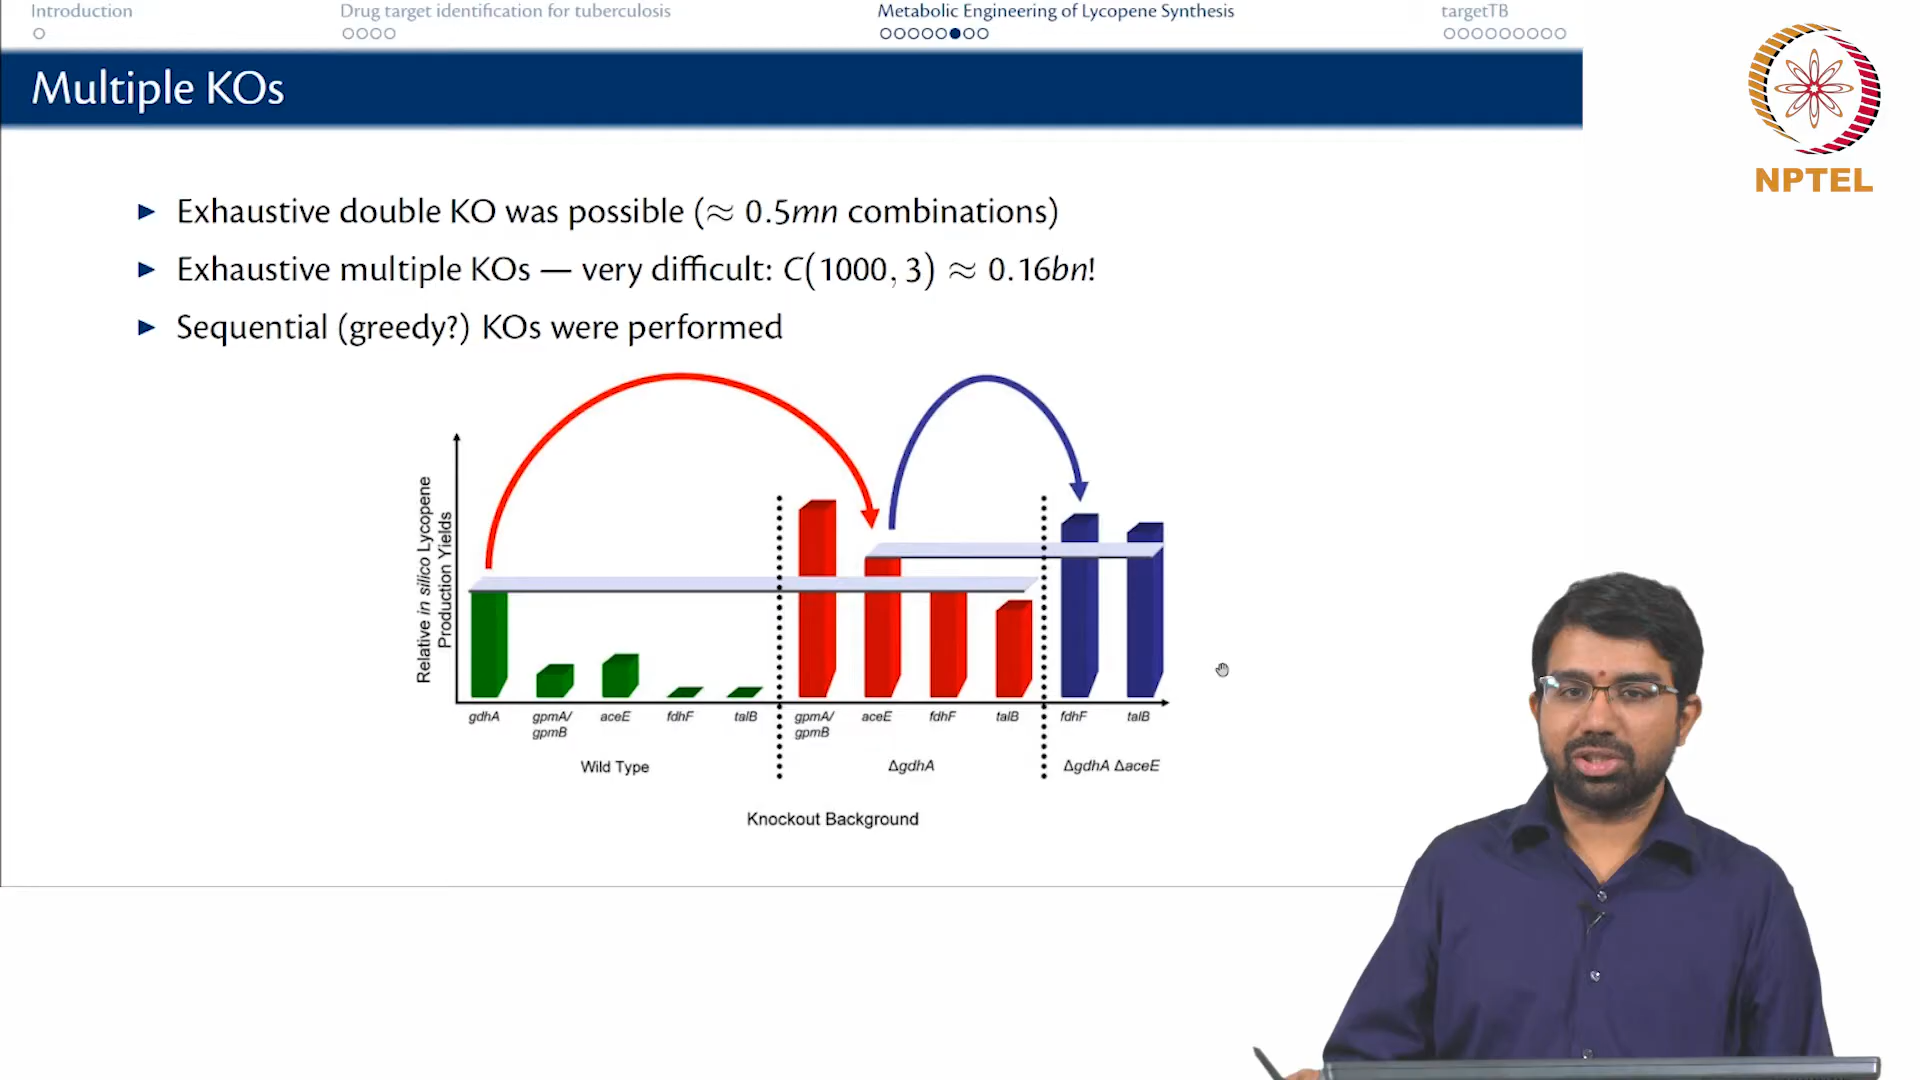 Introduction
Drug target identification for tuberculosis
Metabolic Engineering of Lycopene Synthesis
targetTB
Multiple KOs
NPTEL
► Exhaustive double KO was possible (≈ 0.5mn combinations)
► Exhaustive multiple KOs — very difficult: C(1000, 3) ≈ 0.16bn!
► Sequential (greedy?) KOs were performed
Relative in silico Lycopene
Production Yields
gdhA gpmA/ aceE fdhF talB gpmA/ aceE fdhF talB fdhF talB
gpmB gpmB
Wild Type ΔgdhA ΔgdhA ΔaceE
Knockout Background